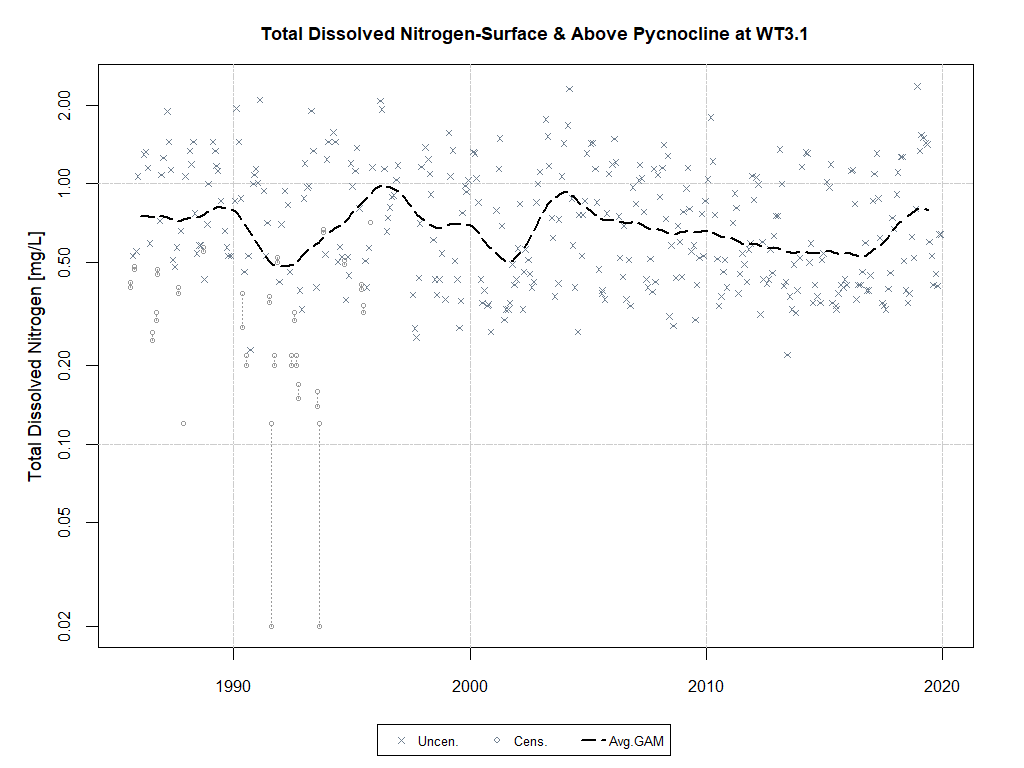 Total Dissolved Nitrogen-Surface & Above Pycnocline at WT3.1
Total Dissolved Nitrogen [mg/L]
2.00
1.00
0.50
0.20
0.10
0.05
0.02
1990 2000 2010 2020
Uncen. Cens. Avg.GAM